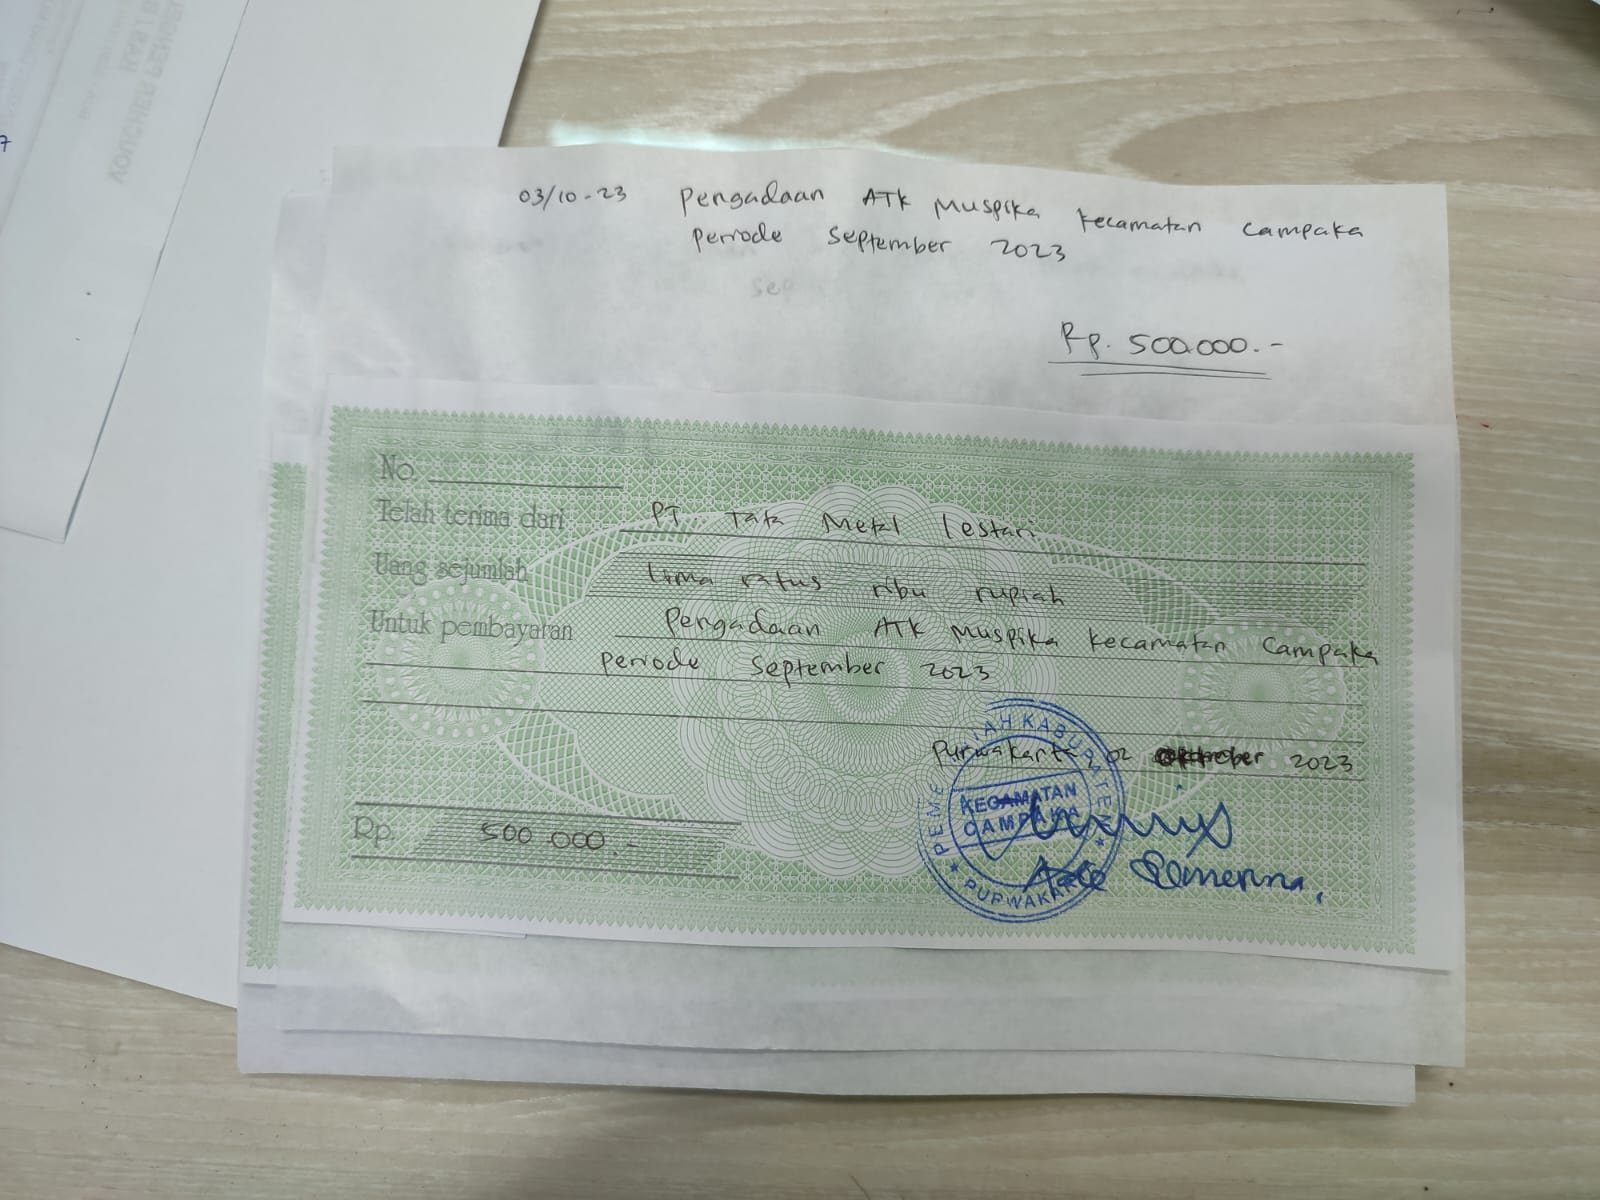 03/10-23 Pengadaan ATK Muspika Kecamatan Campaka
Periode September 2023
Sep
Rp. 500.000.-
No.
Telah terima dari PT Tata Metal Lestari
Uang sejumlah lima ratus ribu rupiah
Untuk pembayaran Pengadaan ATK Muspika Kecamatan Campaka
Periode September 2023
Purwakarta, 02 Oktober 2023
KECAMATAN
CAMPAKA
PURWAKARTA
Rp. 500.000.-